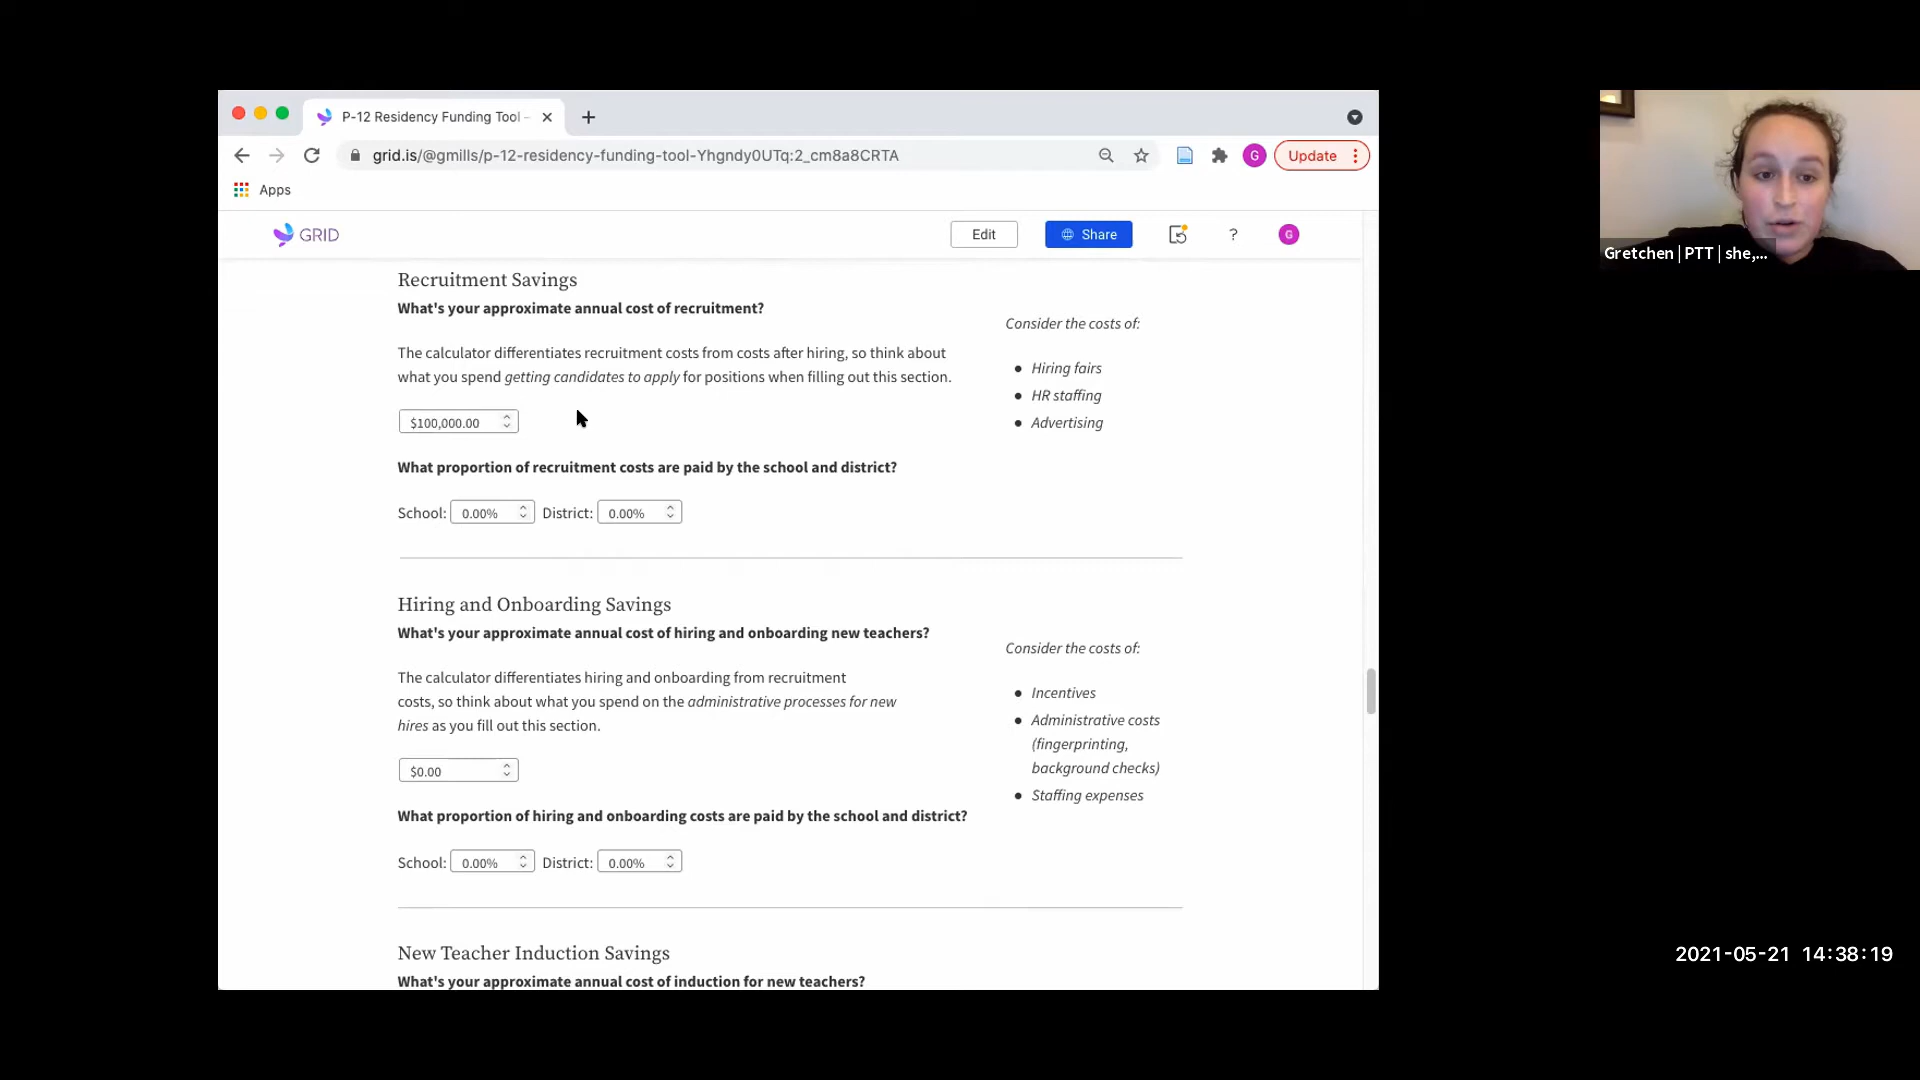 P-12 Residency Funding Tool -
grid.is/@gmills/p-12-residency-funding-tool-Yhgndy0UTq:2_cm8a8CRTA
G
Update
Apps
GRID
Edit
Share
?
G
Recruitment Savings
What's your approximate annual cost of recruitment?
The calculator differentiates recruitment costs from costs after hiring, so think about
what you spend getting candidates to apply for positions when filling out this section.
$100,000.00
What proportion of recruitment costs are paid by the school and district?
School: 0.00% District: 0.00%
Consider the costs of:
● Hiring fairs
● HR staffing
● Advertising
Hiring and Onboarding Savings
What's your approximate annual cost of hiring and onboarding new teachers?
The calculator differentiates hiring and onboarding from recruitment
costs, so think about what you spend on the administrative processes for new
hires as you fill out this section.
$0.00
What proportion of hiring and onboarding costs are paid by the school and district?
School: 0.00% District: 0.00%
Consider the costs of:
● Incentives
● Administrative costs
(fingerprinting,
background checks)
● Staffing expenses
New Teacher Induction Savings
What's your approximate annual cost of induction for new teachers?
Gretchen | PTT | she,...
2021-05-21 14:38:19